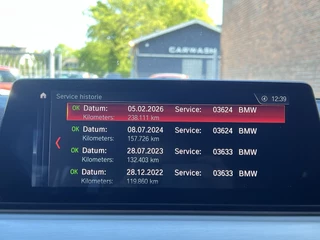 CARWASH
Service historie
12:39
OK Datum: 05.02.2026 Service: 03624 BMW
Kilometers: 238.111 km
OK Datum: 08.07.2024 Service: 03624 BMW
Kilometers: 157.726 km
OK Datum: 28.07.2023 Service: 03633 BMW
Kilometers: 132.403 km
OK Datum: 28.12.2022 Service: 03633 BMW
Kilometers: 119.860 km